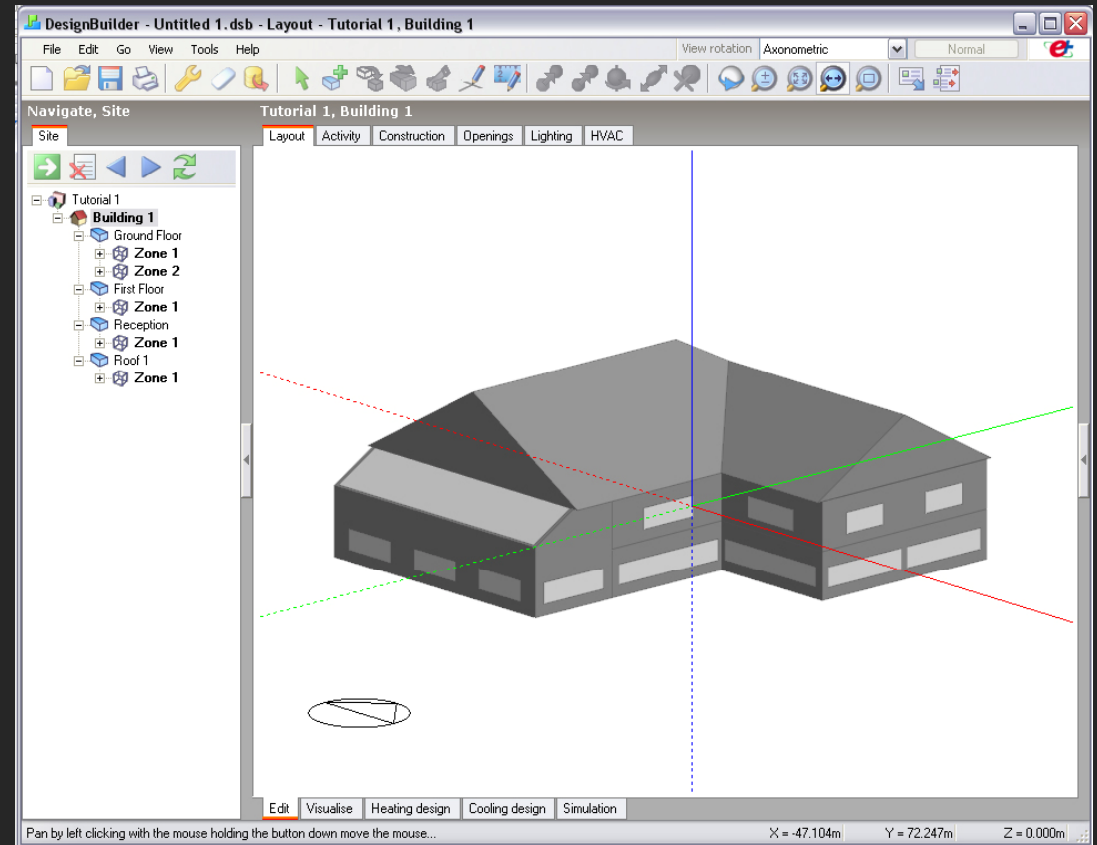 DesignBuilder - Untitled 1.dsb - Layout - Tutorial 1, Building 1
File Edit Go View Tools Help
View rotation Axonometric Normal
Navigate, Site
Tutorial 1, Building 1
Site
Layout Activity Construction Openings Lighting HVAC
Tutorial 1
Building 1
Ground Floor
Zone 1
Zone 2
First Floor
Zone 1
Reception
Zone 1
Roof 1
Zone 1
Edit Visualise Heating design Cooling design Simulation
Pan by left clicking with the mouse holding the button down move the mouse...
X = -47.104m Y = 72.247m Z = 0.000m